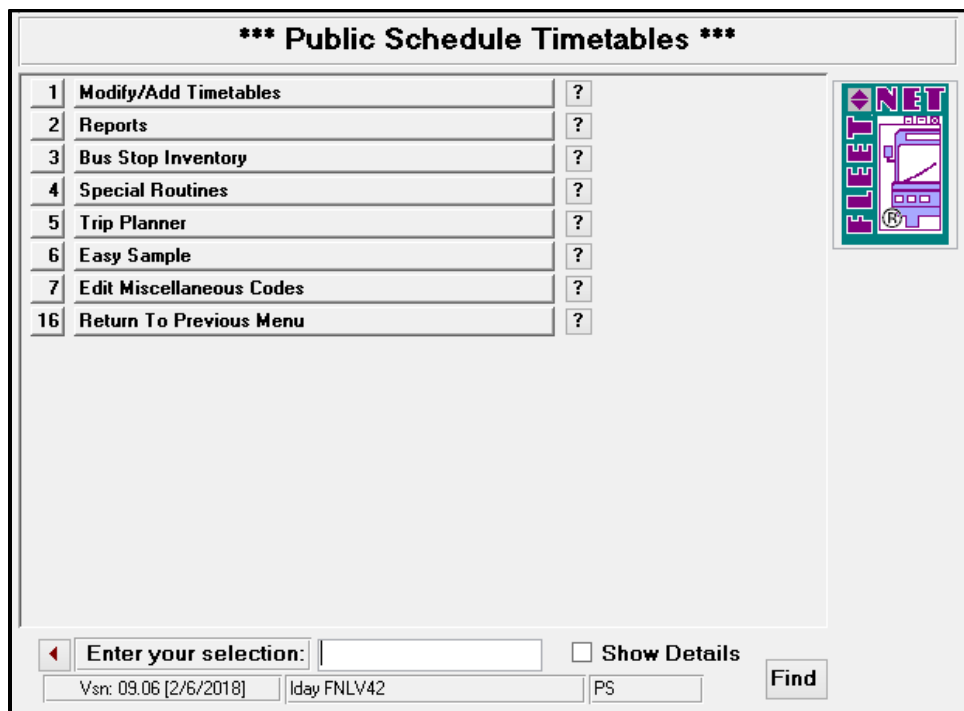 *** Public Schedule Timetables ***
1 Modify/Add Timetables ?
2 Reports ?
3 Bus Stop Inventory ?
4 Special Routines ?
5 Trip Planner ?
6 Easy Sample ?
7 Edit Miscellaneous Codes ?
16 Return To Previous Menu ?
FLEET NET
®
Enter your selection: Show Details
Find
Vsn: 09.06 [2/6/2018] lday FNLV42 PS